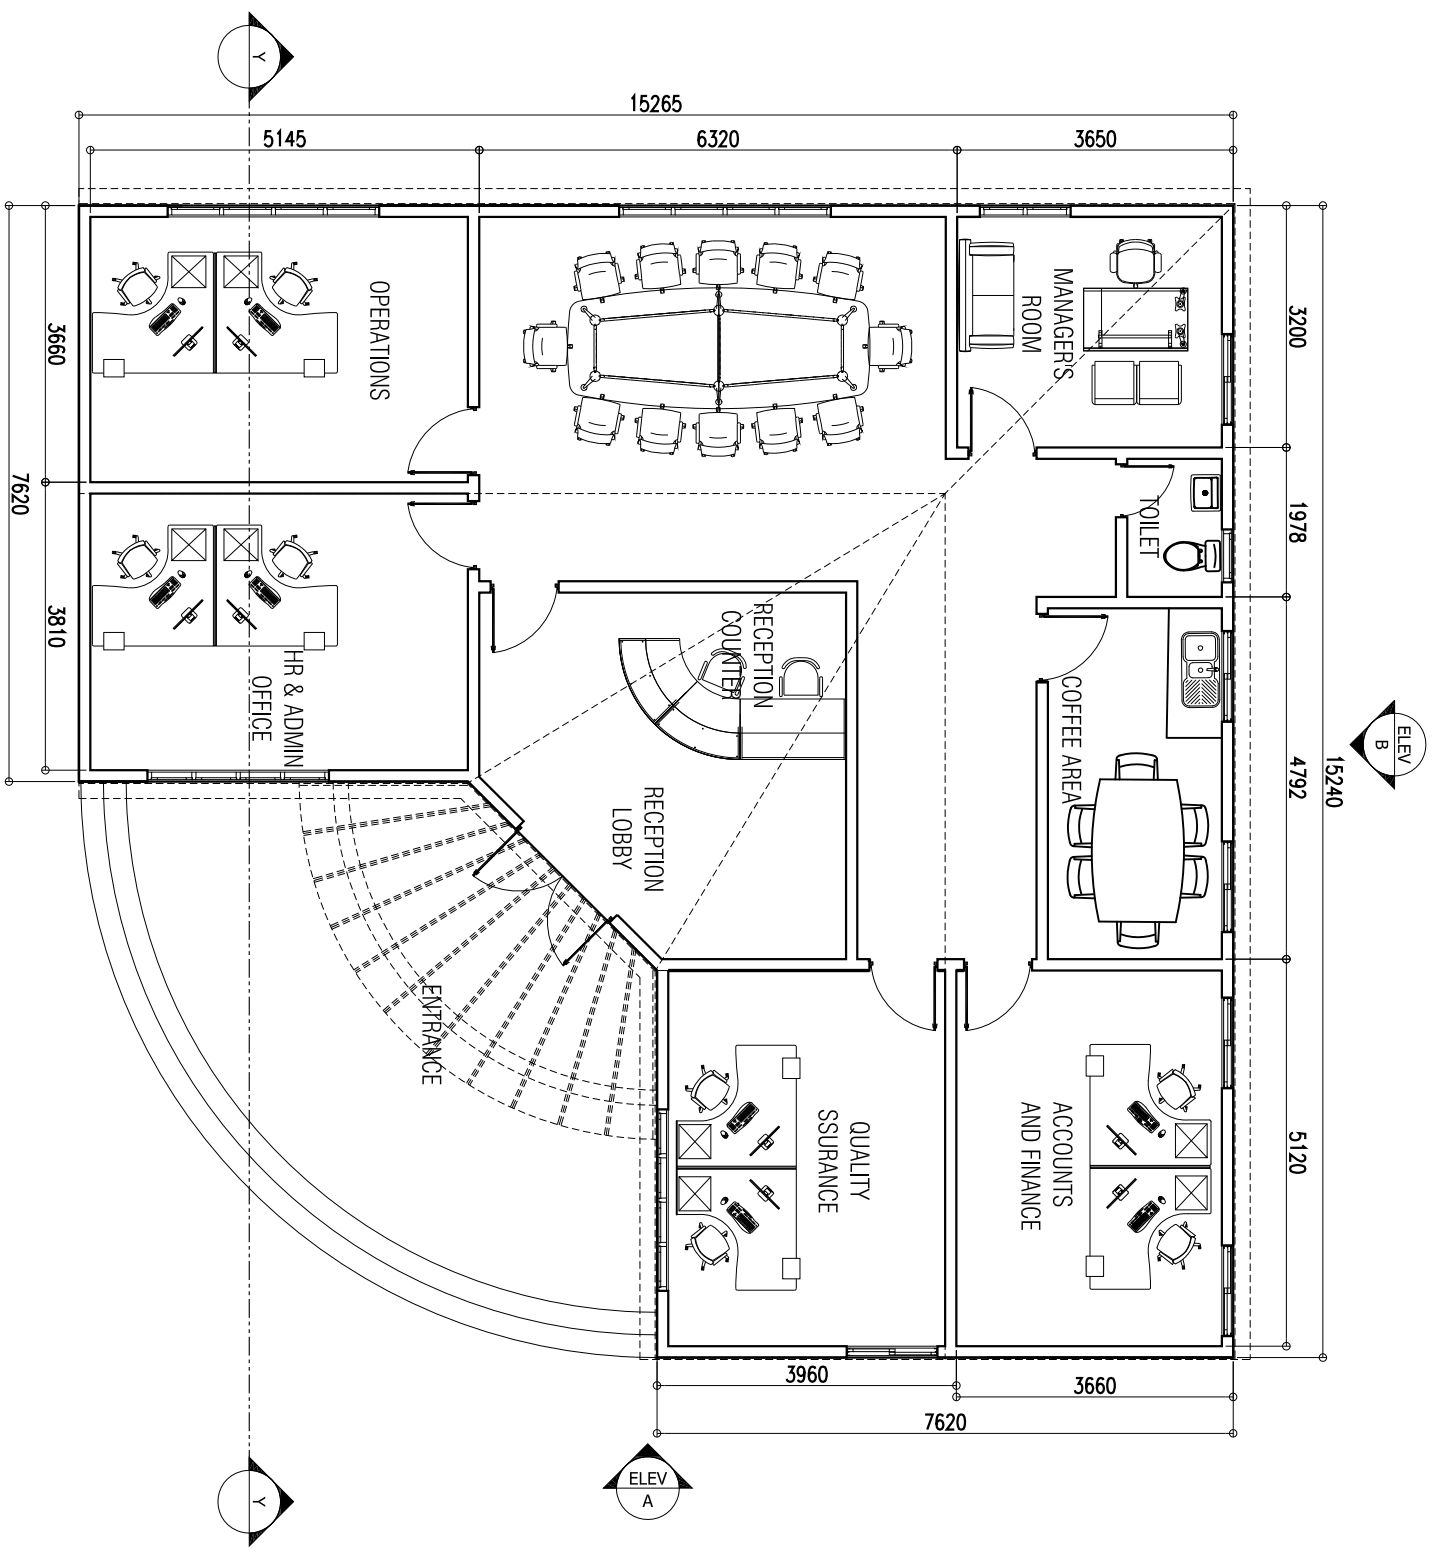 Y
15265
5145
6320
3650
3660
3810
7620
3200
1978
4792
5120
15240
OPERATIONS
MANAGER'S
ROOM
TOILET
HR & ADMIN
OFFICE
RECEPTION
COUNTER
RECEPTION
LOBBY
COFFEE AREA
ELEV
B
ENTRANCE
QUALITY
SSURANCE
ACCOUNTS
AND FINANCE
3960
3660
7620
ELEV
A
Y